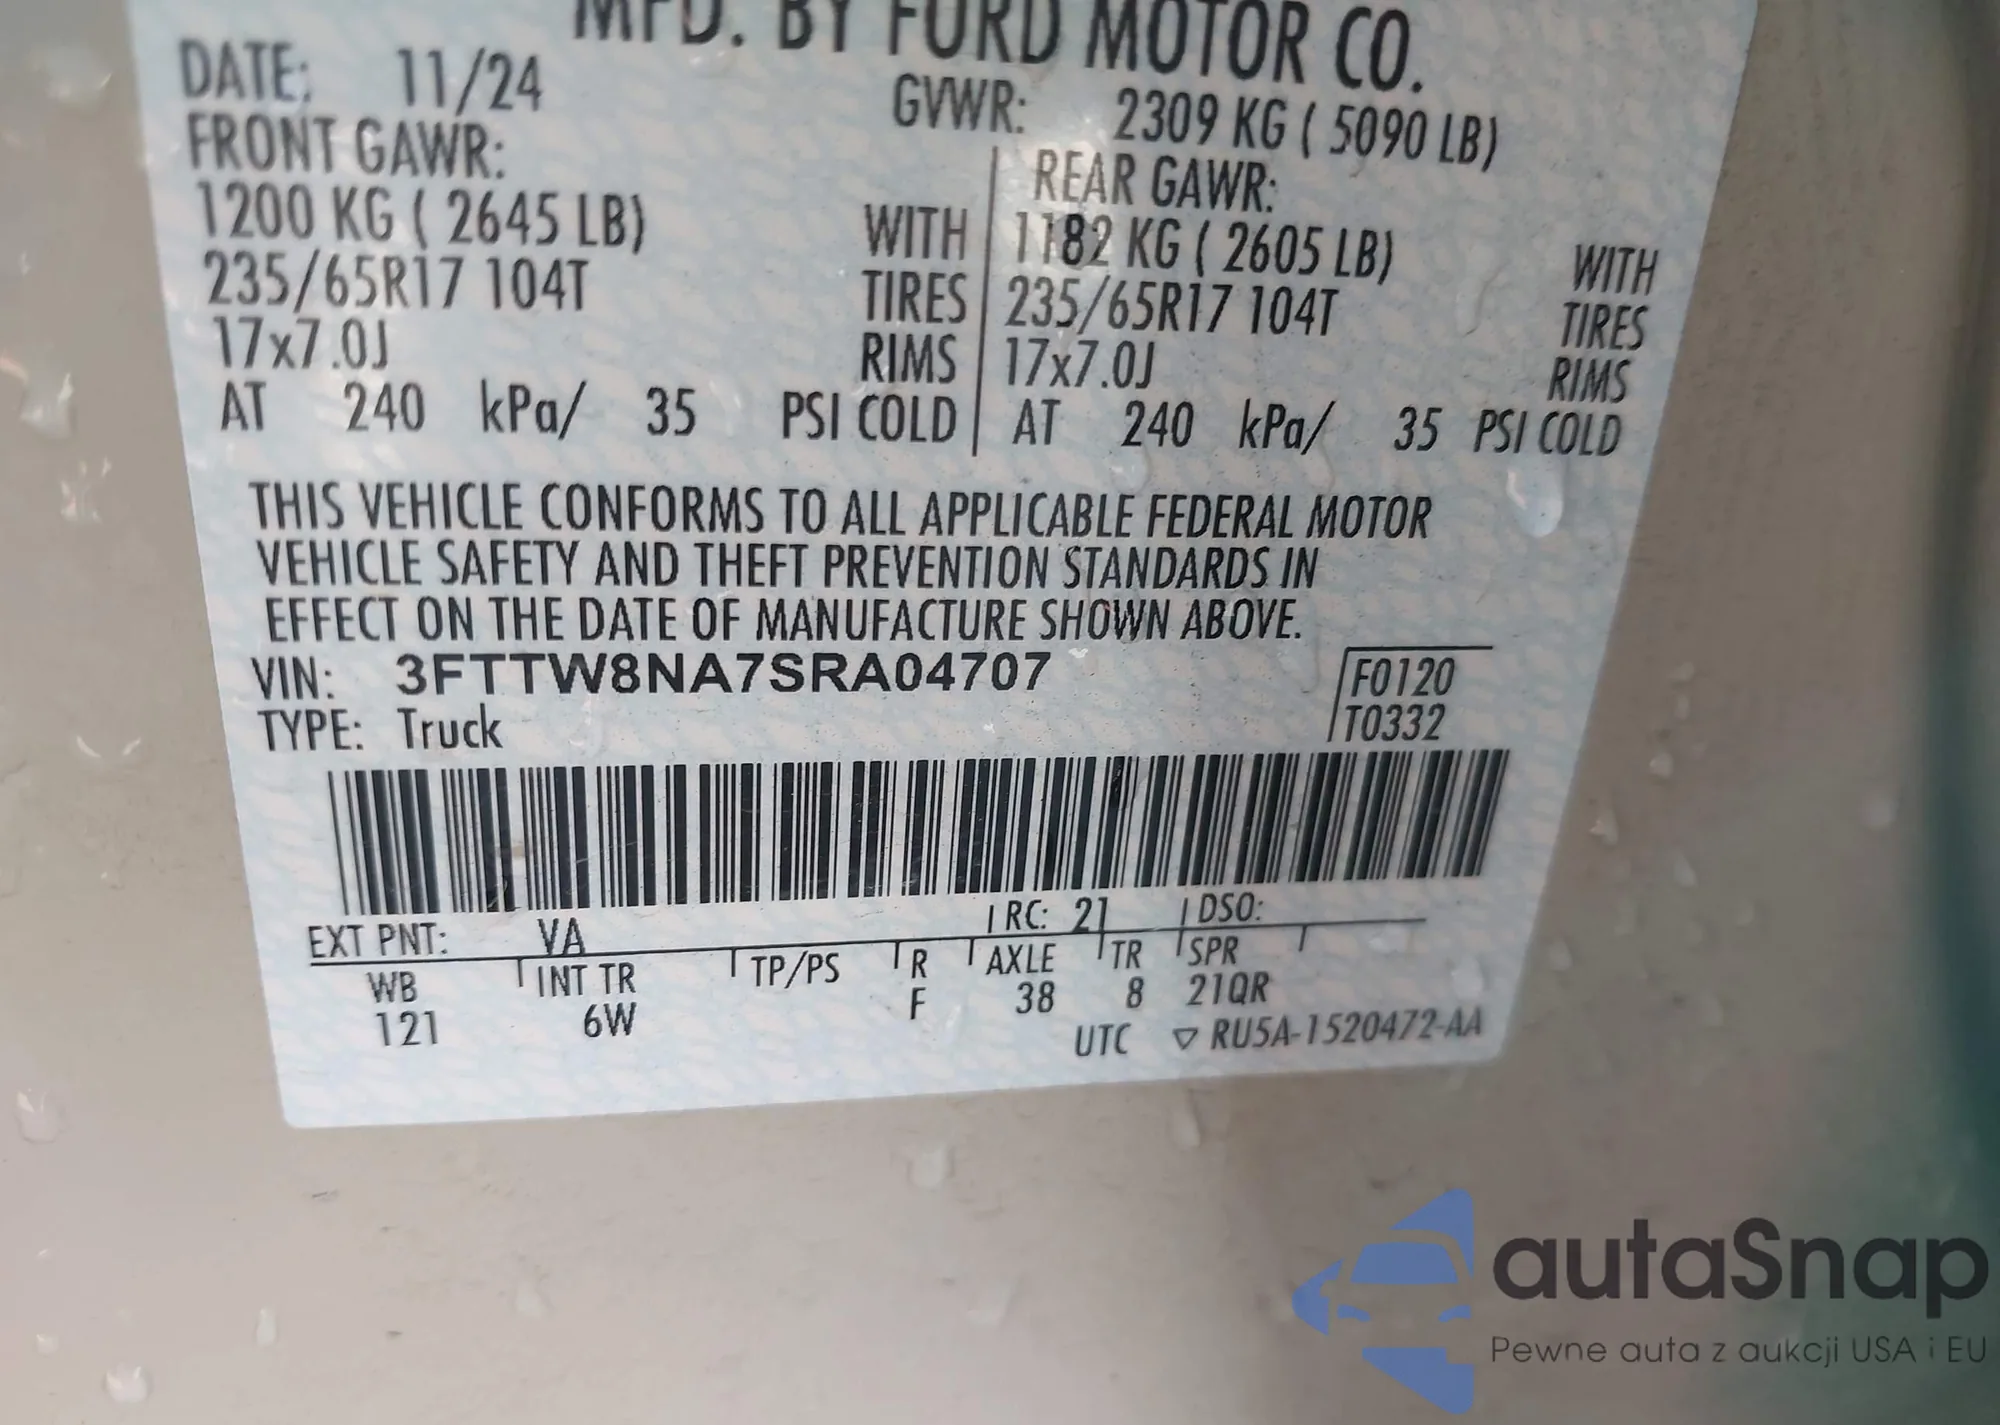 MFD. BY FORD MOTOR CO.
DATE: 11/24 GVWR: 2309 KG ( 5090 LB)
FRONT GAWR: REAR GAWR:
1200 KG ( 2645 LB) WITH 1182 KG ( 2605 LB) WITH
235/65R17 104T TIRES 235/65R17 104T TIRES
17x7.0J RIMS 17x7.0J RIMS
AT 240 kPa/ 35 PSI COLD AT 240 kPa/ 35 PSI COLD
THIS VEHICLE CONFORMS TO ALL APPLICABLE FEDERAL MOTOR
VEHICLE SAFETY AND THEFT PREVENTION STANDARDS IN
EFFECT ON THE DATE OF MANUFACTURE SHOWN ABOVE.
VIN: 3FTTW8NA7SRA04707 F0120
TYPE: Truck T0332
EXT PNT: VA RC: 21 DSO:
WB INT TR TP/PS R AXLE TR SPR
121 6W F 38 8 21QR
UTC ▽ RU5A-1520472-AA
autaSnap
Pewne auta z aukcji USA i EU